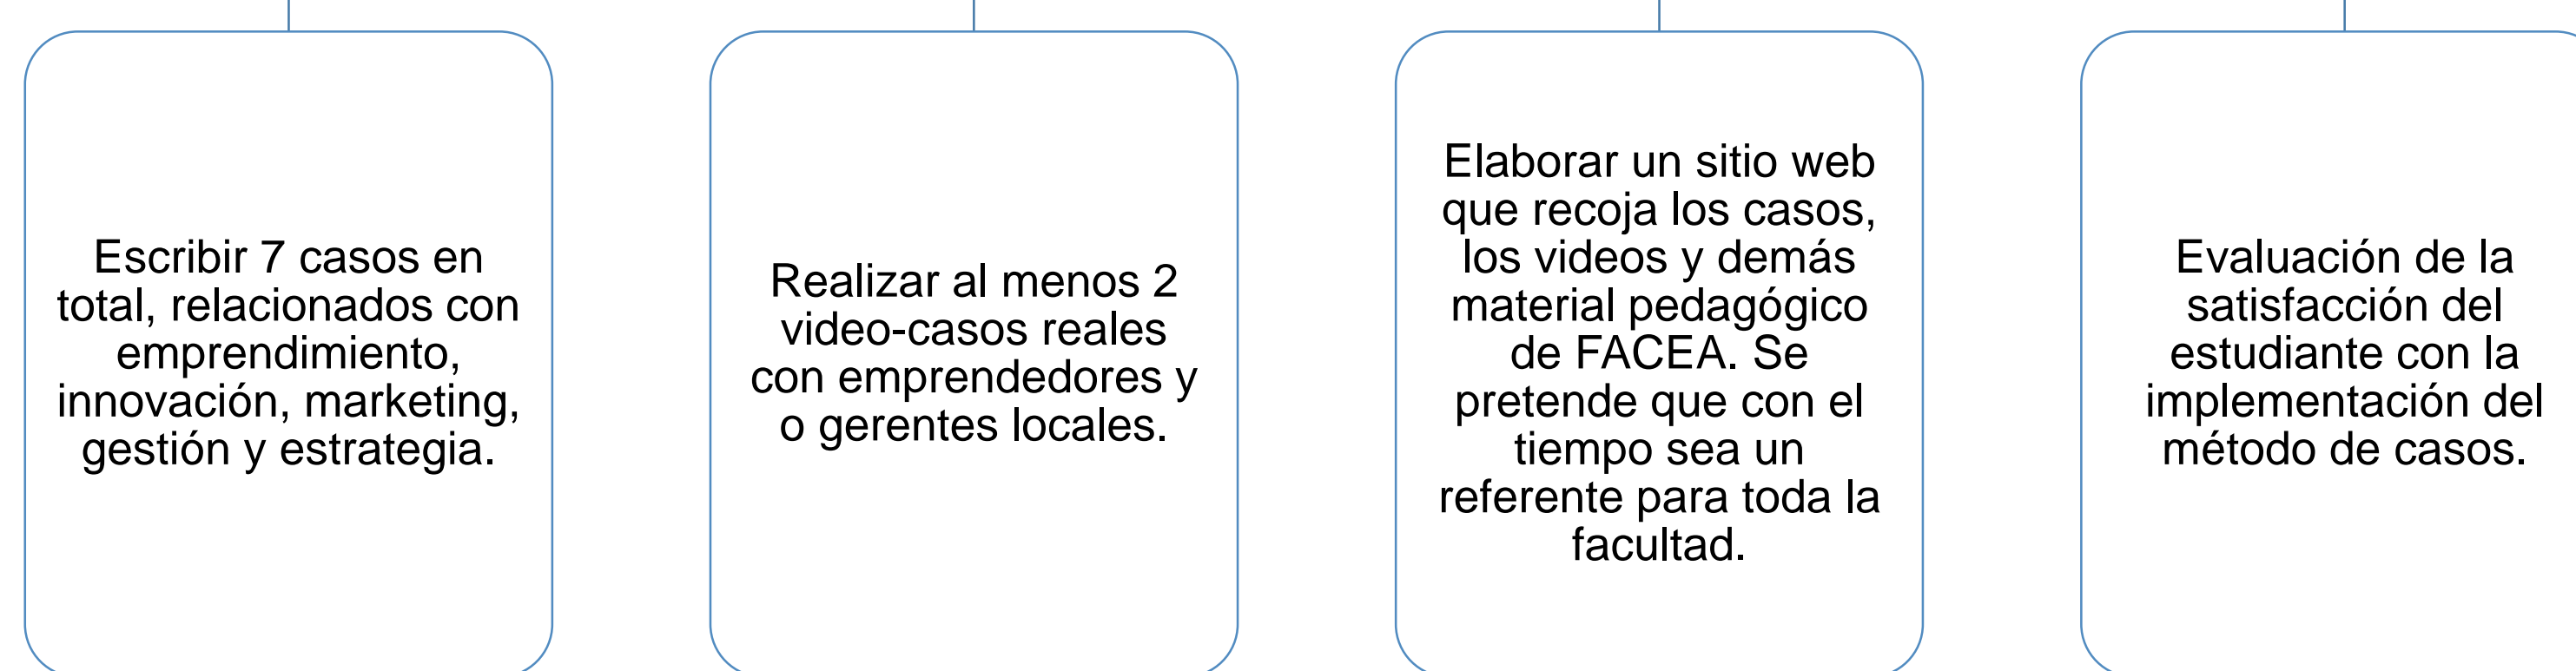 Escribir 7 casos en
total, relacionados con
emprendimiento,
innovación, marketing,
gestión y estrategia.
Realizar al menos 2
video-casos reales
con emprendedores y
o gerentes locales.
Elaborar un sitio web
que recoja los casos,
los videos y demás
material pedagógico
de FACEA. Se
pretende que con el
tiempo sea un
referente para toda la
facultad.
Evaluación de la
satisfacción del
estudiante con la
implementación del
método de casos.